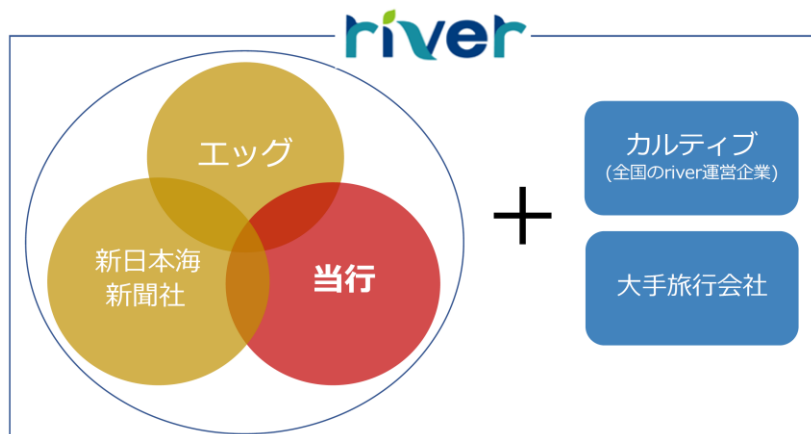 river
エッグ
新日本海
新聞社
当行
+
カルティブ
(全国のriver運営企業)
大手旅行会社